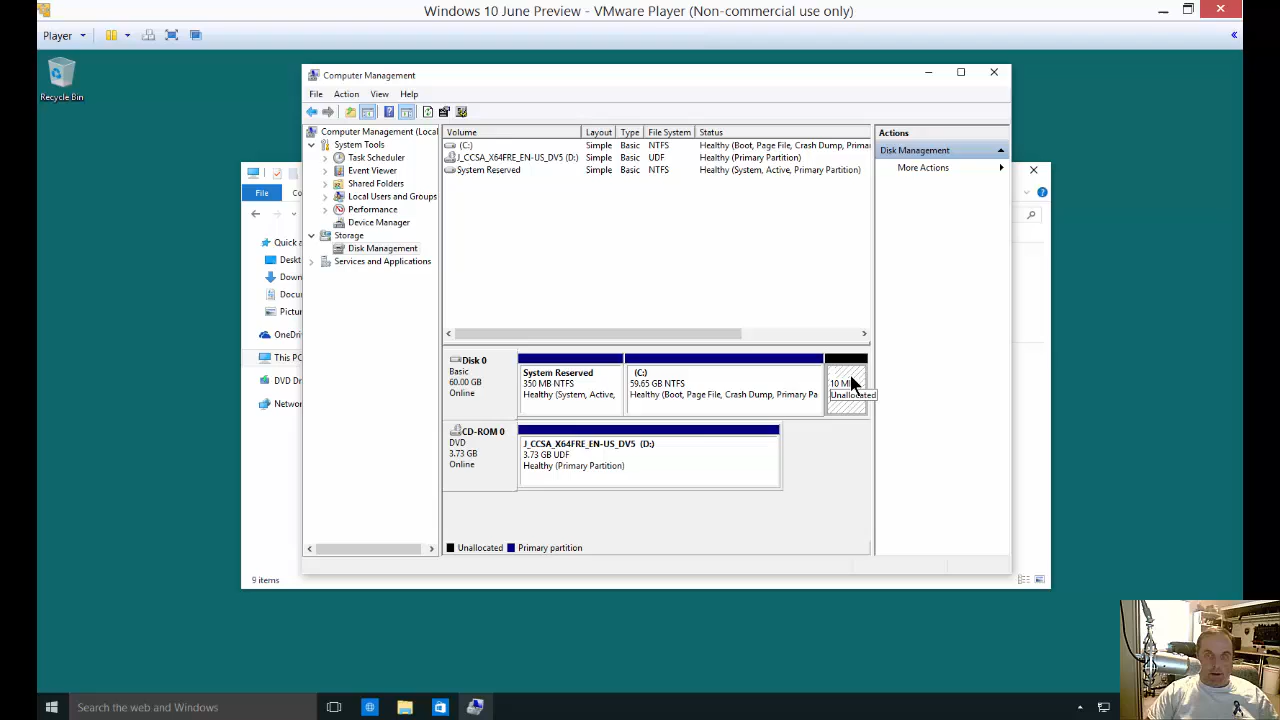 Windows 10 June Preview - VMware Player (Non-commercial use only)
Player
Recycle Bin
Computer Management
File Action View Help
Computer Management (Local
System Tools
Task Scheduler
Event Viewer
Shared Folders
Local Users and Groups
Performance
Device Manager
Storage
Disk Management
Services and Applications
Volume Layout Type File System Status
(C:) Simple Basic NTFS Healthy (Boot, Page File, Crash Dump, Prima
J_CCSA_X64FRE_EN-US_DV5 (D:) Simple Basic UDF Healthy (Primary Partition)
System Reserved Simple Basic NTFS Healthy (System, Active, Primary Partition)
Actions
Disk Management
More Actions
File Co
Quick a
Deskt
Down
Docu
Pictur
OneDri
This PC
DVD Dri
Networ
9 items
Disk 0
Basic
60.00 GB
Online
System Reserved
350 MB NTFS
Healthy (System, Active,
(C:)
59.65 GB NTFS
Healthy (Boot, Page File, Crash Dump, Primary Pa
10 M
Unallocated
CD-ROM 0
DVD
3.73 GB
Online
J_CCSA_X64FRE_EN-US_DV5 (D:)
3.73 GB UDF
Healthy (Primary Partition)
Unallocated Primary partition
Search the web and Windows